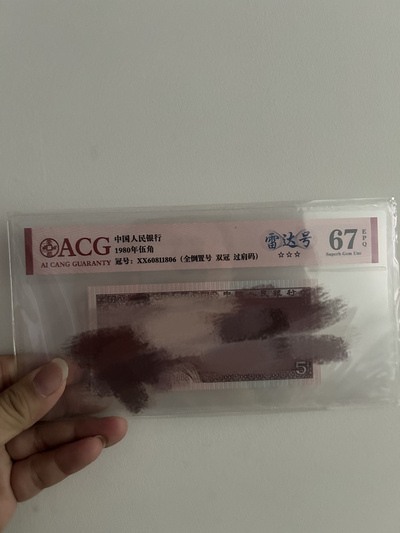 ACG
AI CANG GUARANTY
中国人民银行
1980年伍角
冠号：XX60811806（全倒置号 双冠 过肩码）
雷达号
☆☆☆
67 EPQ
Superb Gem Unc
5